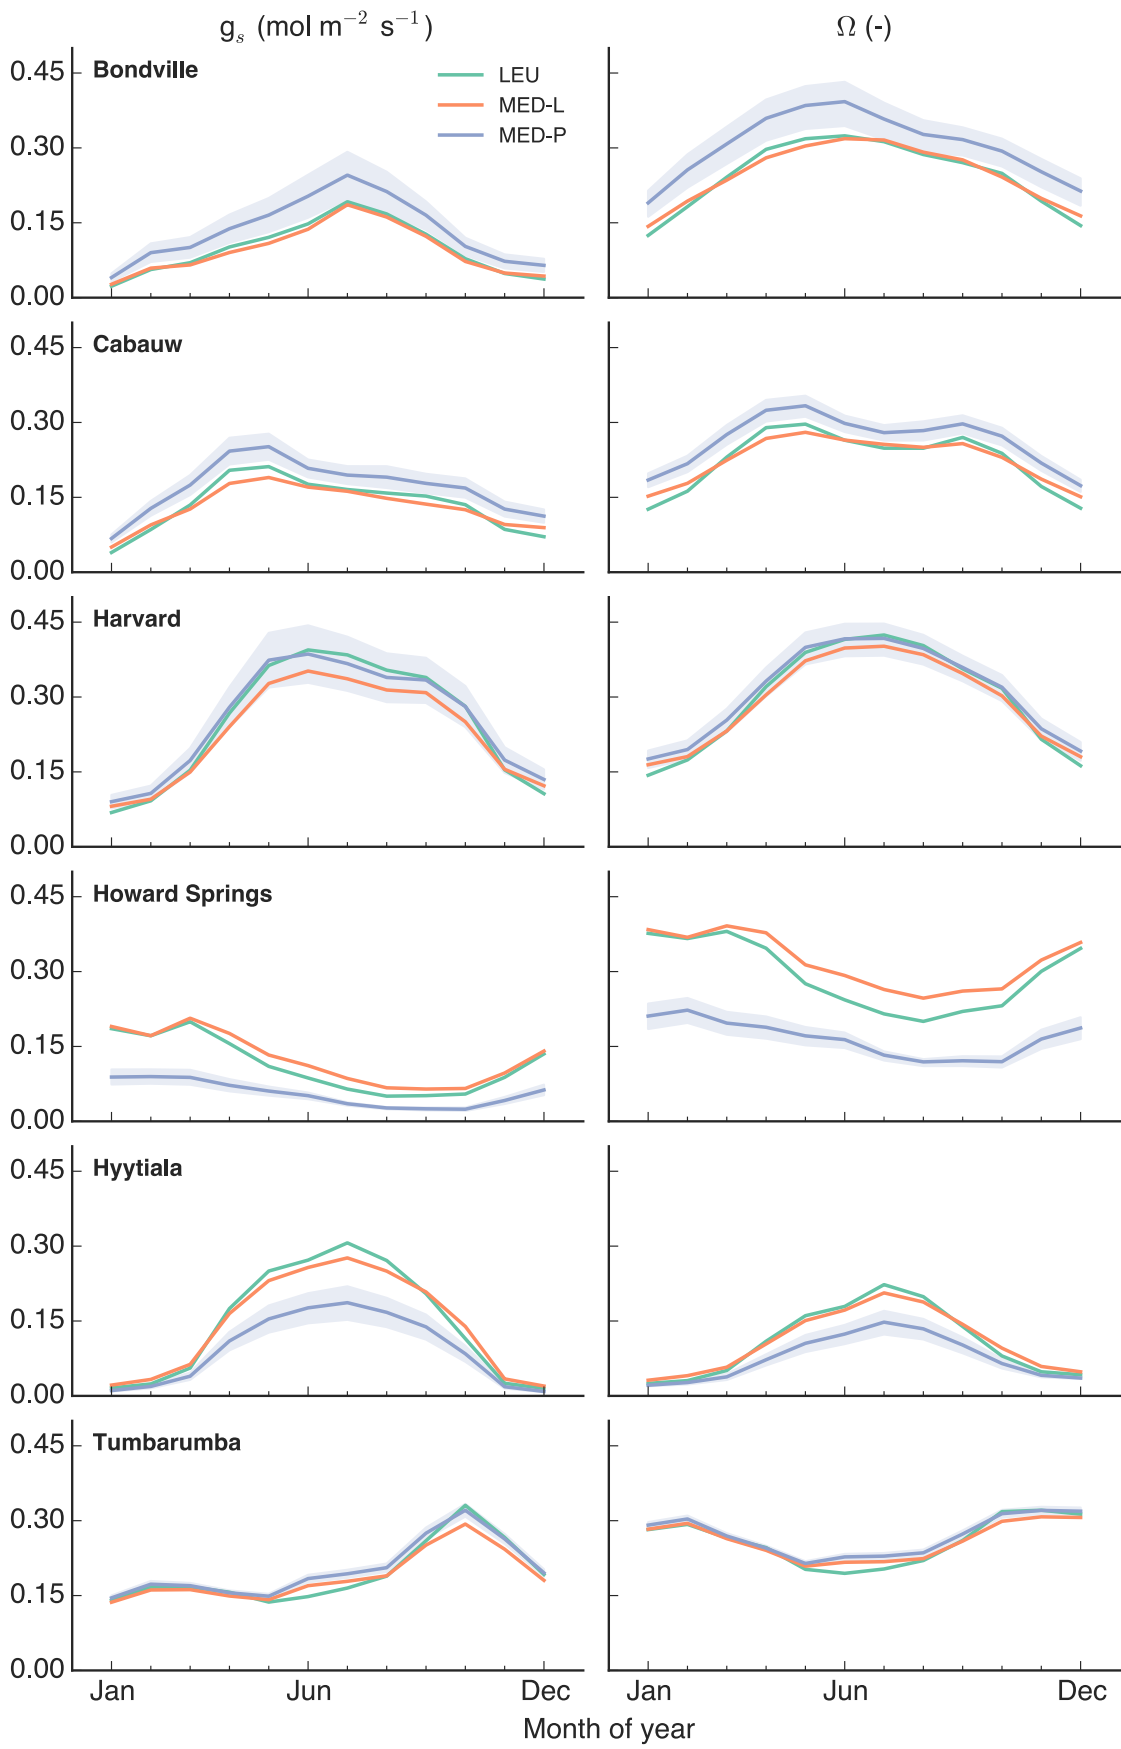 g_s (mol m⁻² s⁻¹)
Ω (-)
Bondville
LEU
MED-L
MED-P
0.45
0.30
0.15
0.00
Cabauw
0.45
0.30
0.15
0.00
Harvard
0.45
0.30
0.15
0.00
Howard Springs
0.45
0.30
0.15
0.00
Hyytiala
0.45
0.30
0.15
0.00
Tumbarumba
0.45
0.30
0.15
0.00
Jan Jun Dec Jan Jun Dec
Month of year